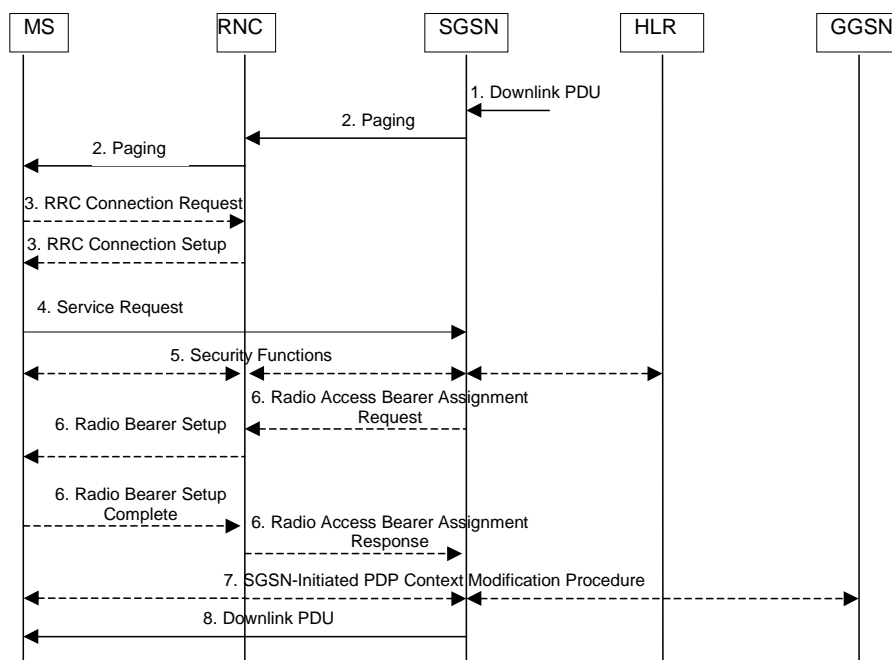 MS RNC SGSN HLR GGSN
1. Downlink PDU
2. Paging
2. Paging
3. RRC Connection Request
3. RRC Connection Setup
4. Service Request
5. Security Functions
6. Radio Access Bearer Assignment
Request
6. Radio Bearer Setup
6. Radio Bearer Setup
Complete
6. Radio Access Bearer Assignment
Response
7. SGSN-Initiated PDP Context Modification Procedure
8. Downlink PDU